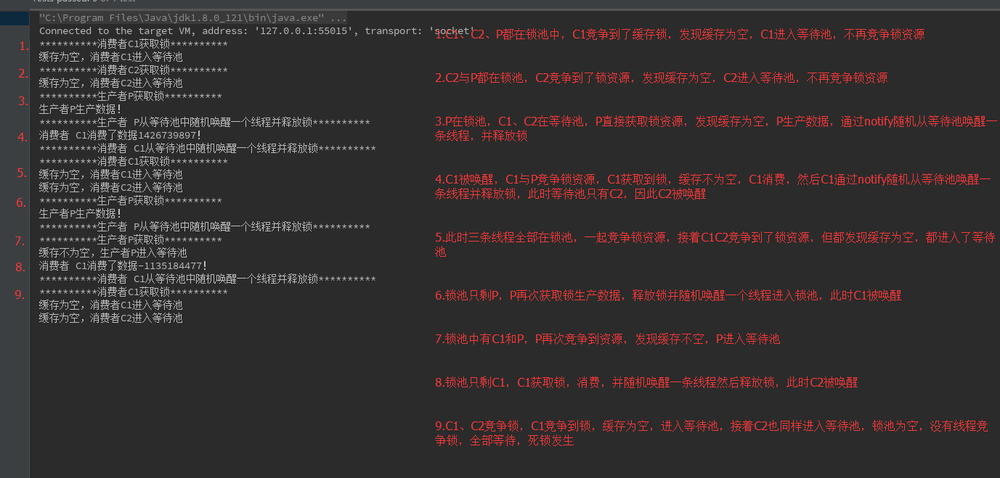 "C:\Program Files\Java\jdk1.8.0_121\bin\java.exe" ...
Connected to the target VM, address: '127.0.0.1:55015', transport: 'socket'
1.
**********消费者C1获取锁**********
缓存为空，消费者C1进入等待池
2.
**********消费者C2获取锁**********
缓存为空，消费者C2进入等待池
3.
**********生产者P获取锁**********
生产者P生产数据！
**********生产者 P从等待池中随机唤醒一个线程并释放锁**********
4.
消费者 C1消费了数据1426739897！
**********消费者 C1从等待池中随机唤醒一个线程并释放锁**********
**********消费者C1获取锁**********
5.
缓存为空，消费者C1进入等待池
缓存为空，消费者C2进入等待池
6.
**********生产者P获取锁**********
生产者P生产数据！
**********生产者 P从等待池中随机唤醒一个线程并释放锁**********
7.
**********生产者P获取锁**********
缓存不为空，生产者P进入等待池
8.
消费者 C1消费了数据-1135184477！
**********消费者 C1从等待池中随机唤醒一个线程并释放锁**********
9.
**********消费者C1获取锁**********
缓存为空，消费者C1进入等待池
缓存为空，消费者C2进入等待池
1.C1、C2、P都在锁池中，C1竞争到了缓存锁，发现缓存为空，C1进入等待池，不再竞争锁资源
2.C2与P都在锁池，C2竞争到了锁资源，发现缓存为空，C2进入等待池，不再竞争锁资源
3.P在锁池，C1、C2在等待池，P直接获取锁资源，发现缓存为空，P生产数据，通过notify随机从等待池唤醒一
条线程，并释放锁
4.C1被唤醒，C1与P竞争锁资源，C1获取到锁，缓存不为空，C1消费，然后C1通过notify随机从等待池唤醒一
条线程并释放锁，此时等待池只有C2，因此C2被唤醒
5.此时三条线程全部在锁池，一起竞争锁资源，接着C1C2竞争到了锁资源，但都发现缓存为空，都进入了等待
池
6.锁池只剩P，P再次获取锁生产数据，释放锁并随机唤醒一个线程进入锁池，此时C1被唤醒
7.锁池中有C1和P，P再次竞争到资源，发现缓存不空，P进入等待池
8.锁池只剩C1，C1获取锁，消费，并随机唤醒一条线程然后释放锁，此时C2被唤醒
9.C1、C2竞争锁，C1竞争到锁，缓存为空，进入等待池，接着C2也同样进入等待池，锁池为空，没有线程竞
争锁，全部等待，死锁发生